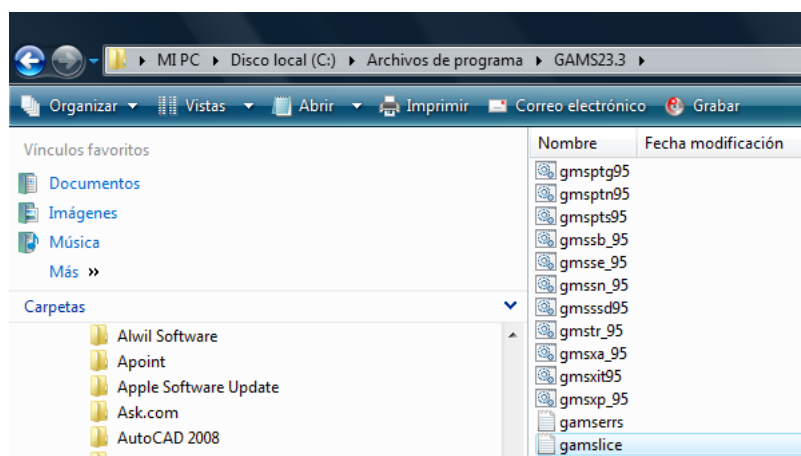 MI PC Disco local (C:) Archivos de programa GAMS23.3
Organizar Vistas Abrir Imprimir Correo electrónico Grabar
Vínculos favoritos
Documentos
Imágenes
Música
Más »
Carpetas
Alwil Software
Apoint
Apple Software Update
Ask.com
AutoCAD 2008
Nombre Fecha modificación
gmsptg95
gmsptn95
gmspts95
gmssb_95
gmsse_95
gmssn_95
gmsssd95
gmstr_95
gmsxa_95
gmsxit95
gmsxp_95
gamserrs
gamslice